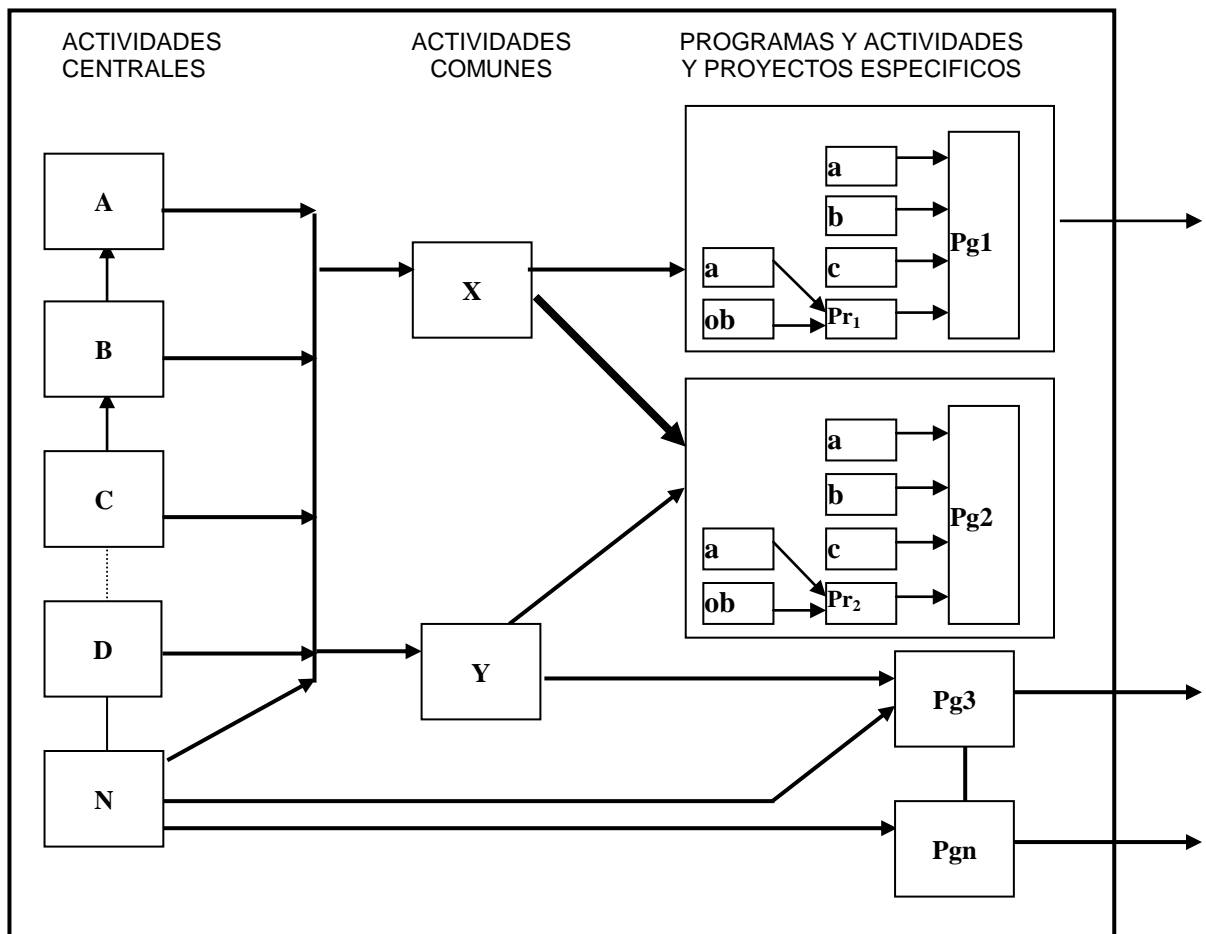 ACTIVIDADES
CENTRALES
ACTIVIDADES
COMUNES
PROGRAMAS Y ACTIVIDADES
Y PROYECTOS ESPECIFICOS
A
B
C
D
N
X
Y
a
b
c
Pr₁
a
ob
Pg1
a
b
c
Pr₂
a
ob
Pg2
Pg3
Pgn